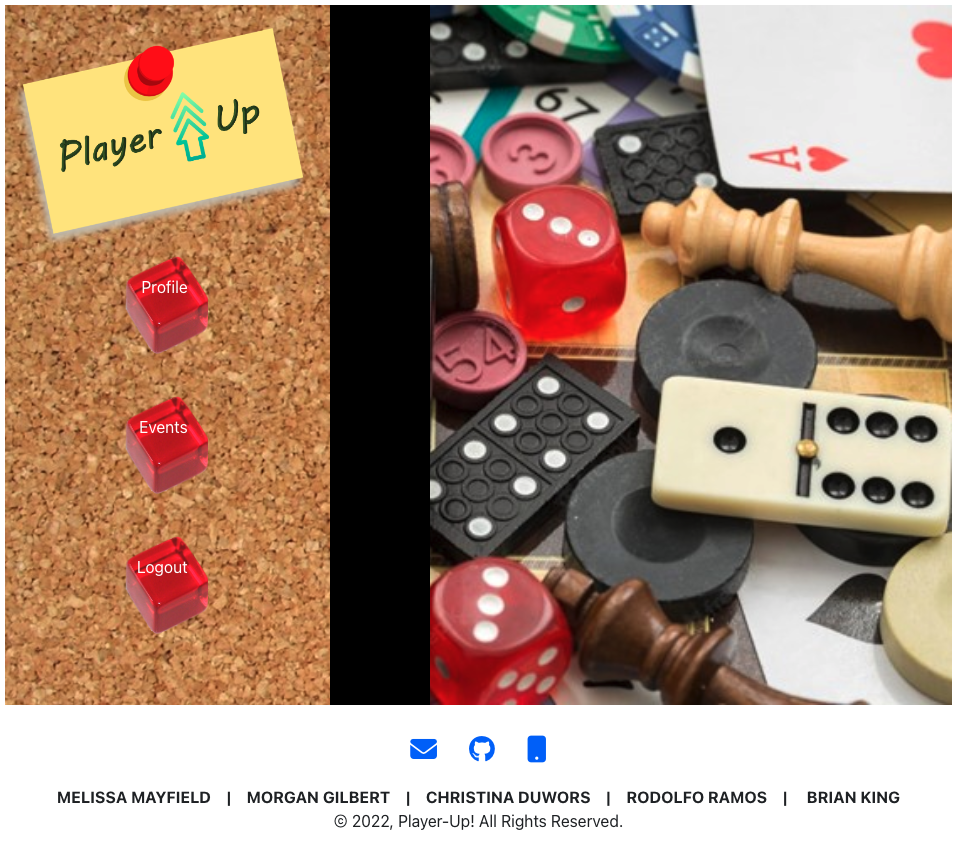 Player Up
67
3
5
A
54
Profile
Events
Logout
MELISSA MAYFIELD | MORGAN GILBERT | CHRISTINA DUWORS | RODOLFO RAMOS | BRIAN KING
© 2022, Player-Up! All Rights Reserved.